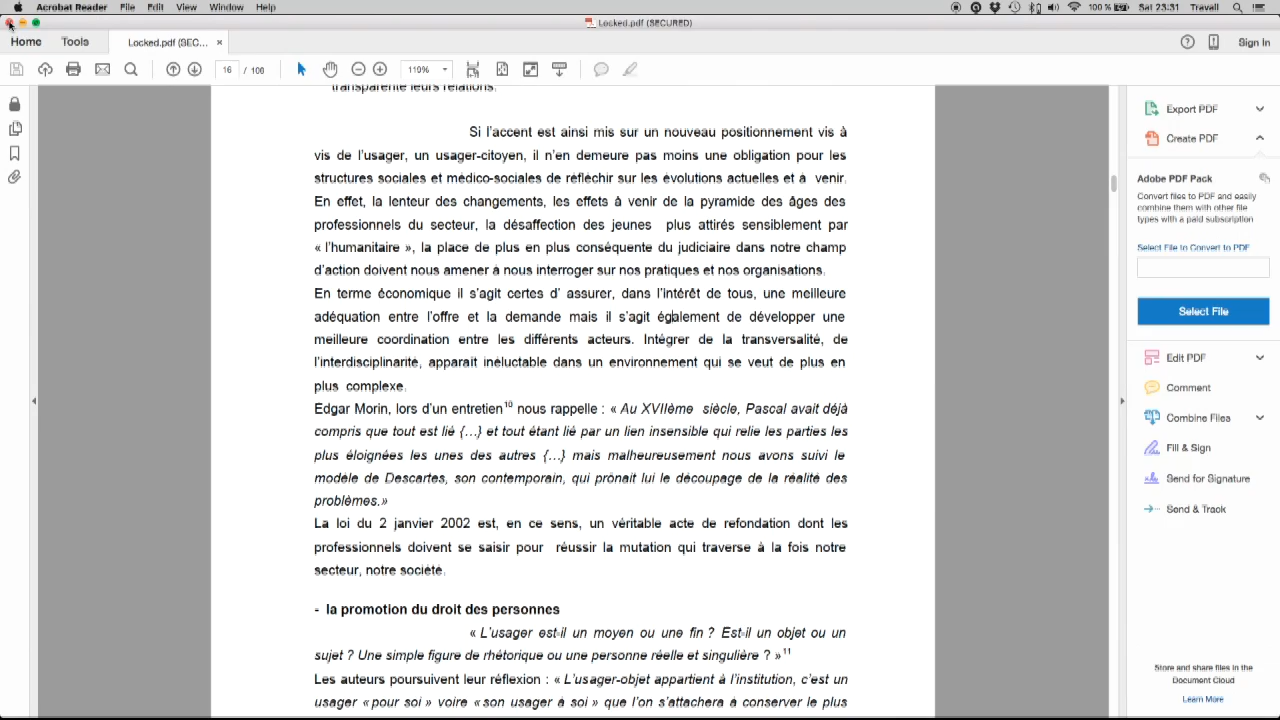 Acrobat Reader File Edit View Window Help 100 % Sat 23:31 Travall
Locked.pdf (SECURED)
Home Tools Locked.pdf (SEC... × Sign In
16 / 100 110%
transparente leurs relations.
Si l'accent est ainsi mis sur un nouveau positionnement vis à
vis de l'usager, un usager-citoyen, il n'en demeure pas moins une obligation pour les
structures sociales et médico-sociales de réfléchir sur les évolutions actuelles et à venir.
En effet, la lenteur des changements, les effets à venir de la pyramide des âges des
professionnels du secteur, la désaffection des jeunes plus attirés sensiblement par
« l'humanitaire », la place de plus en plus conséquente du judiciaire dans notre champ
d'action doivent nous amener à nous interroger sur nos pratiques et nos organisations.
En terme économique il s'agit certes d' assurer, dans l'intérêt de tous, une meilleure
adéquation entre l'offre et la demande mais il s'agit également de développer une
meilleure coordination entre les différents acteurs. Intégrer de la transversalité, de
l'interdisciplinarité, apparait inéluctable dans un environnement qui se veut de plus en
plus complexe.
Edgar Morin, lors d'un entretien10 nous rappelle : « Au XVIIème siècle, Pascal avait déjà
compris que tout est lié {...} et tout étant lié par un lien insensible qui relie les parties les
plus éloignées les unes des autres {...} mais malheureusement nous avons suivi le
modèle de Descartes, son contemporain, qui prônait lui le découpage de la réalité des
problèmes.»
La loi du 2 janvier 2002 est, en ce sens, un véritable acte de refondation dont les
professionnels doivent se saisir pour réussir la mutation qui traverse à la fois notre
secteur, notre société.
- la promotion du droit des personnes
« L'usager est-il un moyen ou une fin ? Est-il un objet ou un
sujet ? Une simple figure de rhétorique ou une personne réelle et singulière ? »11
Les auteurs poursuivent leur réflexion : « L'usager-objet appartient à l'institution, c'est un
usager « pour soi » voire « son usager à soi » que l'on s'attachera à conserver le plus
Export PDF
Create PDF
Adobe PDF Pack
Convert files to PDF and easily
combine them with other file
types with a paid subscription
Select File to Convert to PDF
Select File
Edit PDF
Comment
Combine Files
Fill & Sign
Send for Signature
Send & Track
Store and share files in the
Document Cloud
Learn More